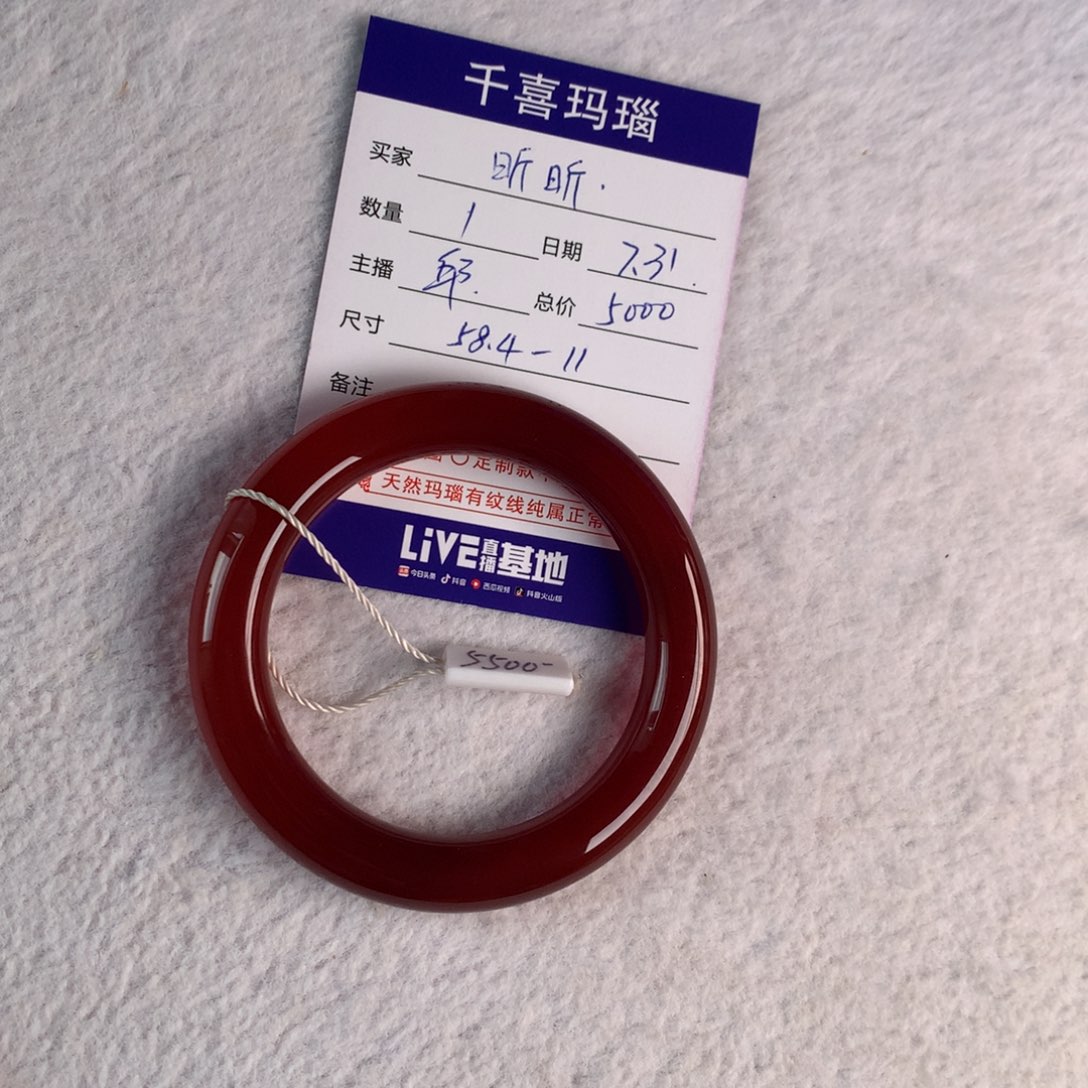 千喜玛瑙
买家 昕昕.
数量 1 日期 7.31.
主播 总价 5000
尺寸 58.4-11
备注
定制款
天然玛瑙有纹线纯属正常
LiVE直播基地
今日头条 抖音 西瓜视频 抖音火山版
5500-